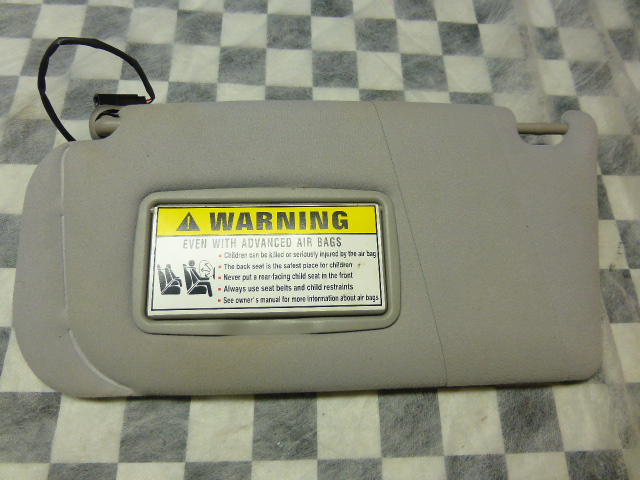 WARNING
EVEN WITH ADVANCED AIR BAGS
• Children can be killed or seriously injured by the air bag
• The back seat is the safest place for children
• Never put a rear-facing child seat in the front
• Always use seat belts and child restraints
• See owner's manual for more information about air bags